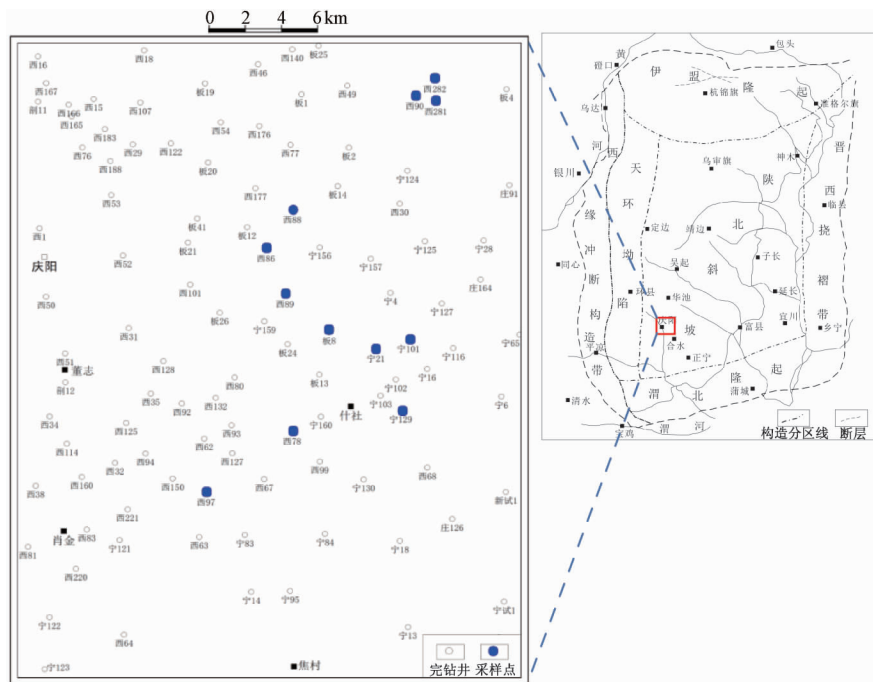 0 2 4 6 km
板25
西18
西140
西16
西46
西282
西167
板19
西49
板4
西90
副11
板1
西281
西166
西15
西107
西165
西54
西176
西183
西76
西29
西122
西77
板2
西188
板20
宁124
庄91
西53
西177
板14
西88
西30
西1
板41
板12
板21
西86
宁125
宁28
宁156
庆阳
西52
宁157
庄164
西50
西101
西89
宁4
宁127
板26
宁159
西31
板8
宁101
宁65
板24
宁21
宁116
西51
西128
董志
板13
宁16
副12
西80
宁102
宁103
西35
西92
西132
什社
宁6
宁129
西34
西125
西93
宁160
西78
西114
西62
西94
西127
西32
西99
西68
西160
西38
西150
西67
宁130
新试1
西97
西221
庄126
西83
肖金
宁121
西63
宁83
宁84
宁18
西81
西220
宁14
宁95
宁试1
宁122
西64
宁13
宁123
焦村
完钻井 采样点
包头
黄
磴口
伊
盟
隆
起
杭锦旗
准格尔旗
乌达
河
西
晋
银川
天
乌审旗
神木
陕
环
西
临县
缘
定边
靖边
北
挠
冲
坳
子长
同心
吴起
斜
褶
断
陷
环县
华池
延长
构
庆阳
坡
富县
宜川
带
乡宁
造
合水
平凉
正宁
带
渭
北
隆
起
蒲城
清水
宝鸡
渭
河
构造分区线 断层